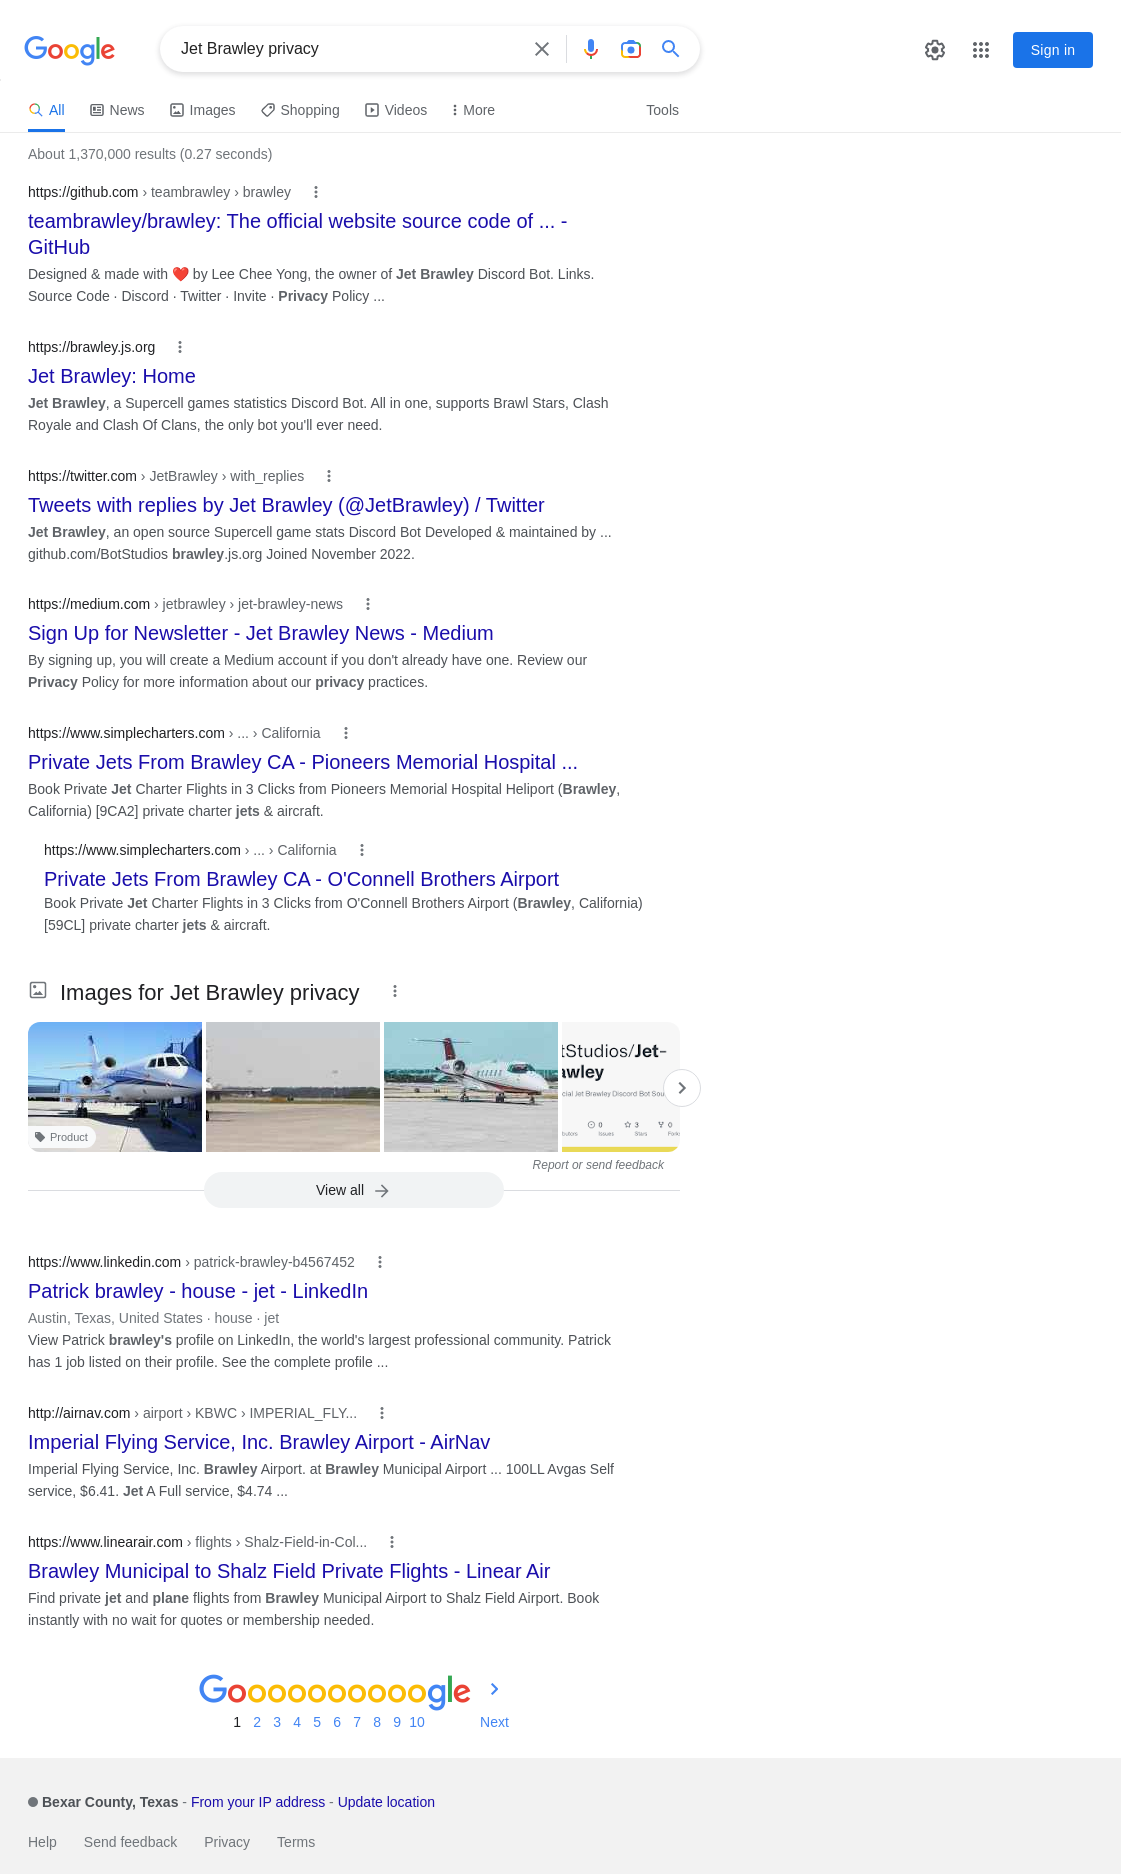 Google
Jet Brawley privacy
Sign in
All
News
Images
Shopping
Videos
More
Tools
About 1,370,000 results (0.27 seconds)
https://github.com › teambrawley › brawley
teambrawley/brawley: The official website source code of ... -
GitHub
Designed & made with ❤️ by Lee Chee Yong, the owner of Jet Brawley Discord Bot. Links.
Source Code · Discord · Twitter · Invite · Privacy Policy ...
https://brawley.js.org
Jet Brawley: Home
Jet Brawley, a Supercell games statistics Discord Bot. All in one, supports Brawl Stars, Clash
Royale and Clash Of Clans, the only bot you'll ever need.
https://twitter.com › JetBrawley › with_replies
Tweets with replies by Jet Brawley (@JetBrawley) / Twitter
Jet Brawley, an open source Supercell game stats Discord Bot Developed & maintained by ...
github.com/BotStudios brawley.js.org Joined November 2022.
https://medium.com › jetbrawley › jet-brawley-news
Sign Up for Newsletter - Jet Brawley News - Medium
By signing up, you will create a Medium account if you don't already have one. Review our
Privacy Policy for more information about our privacy practices.
https://www.simplecharters.com › ... › California
Private Jets From Brawley CA - Pioneers Memorial Hospital ...
Book Private Jet Charter Flights in 3 Clicks from Pioneers Memorial Hospital Heliport (Brawley,
California) [9CA2] private charter jets & aircraft.
https://www.simplecharters.com › ... › California
Private Jets From Brawley CA - O'Connell Brothers Airport
Book Private Jet Charter Flights in 3 Clicks from O'Connell Brothers Airport (Brawley, California)
[59CL] private charter jets & aircraft.
Images for Jet Brawley privacy
tStudios/Jet-
awley
cial Jet Brawley Discord Bot Sou
0 3 0
Issues Stars Forks
Product
Report or send feedback
View all
https://www.linkedin.com › patrick-brawley-b4567452
Patrick brawley - house - jet - LinkedIn
Austin, Texas, United States · house · jet
View Patrick brawley's profile on LinkedIn, the world's largest professional community. Patrick
has 1 job listed on their profile. See the complete profile ...
http://airnav.com › airport › KBWC › IMPERIAL_FLY...
Imperial Flying Service, Inc. Brawley Airport - AirNav
Imperial Flying Service, Inc. Brawley Airport. at Brawley Municipal Airport ... 100LL Avgas Self
service, $6.41. Jet A Full service, $4.74 ...
https://www.linearair.com › flights › Shalz-Field-in-Col...
Brawley Municipal to Shalz Field Private Flights - Linear Air
Find private jet and plane flights from Brawley Municipal Airport to Shalz Field Airport. Book
instantly with no wait for quotes or membership needed.
Goooooooooogle
1 2 3 4 5 6 7 8 9 10 Next
Bexar County, Texas - From your IP address - Update location
Help Send feedback Privacy Terms